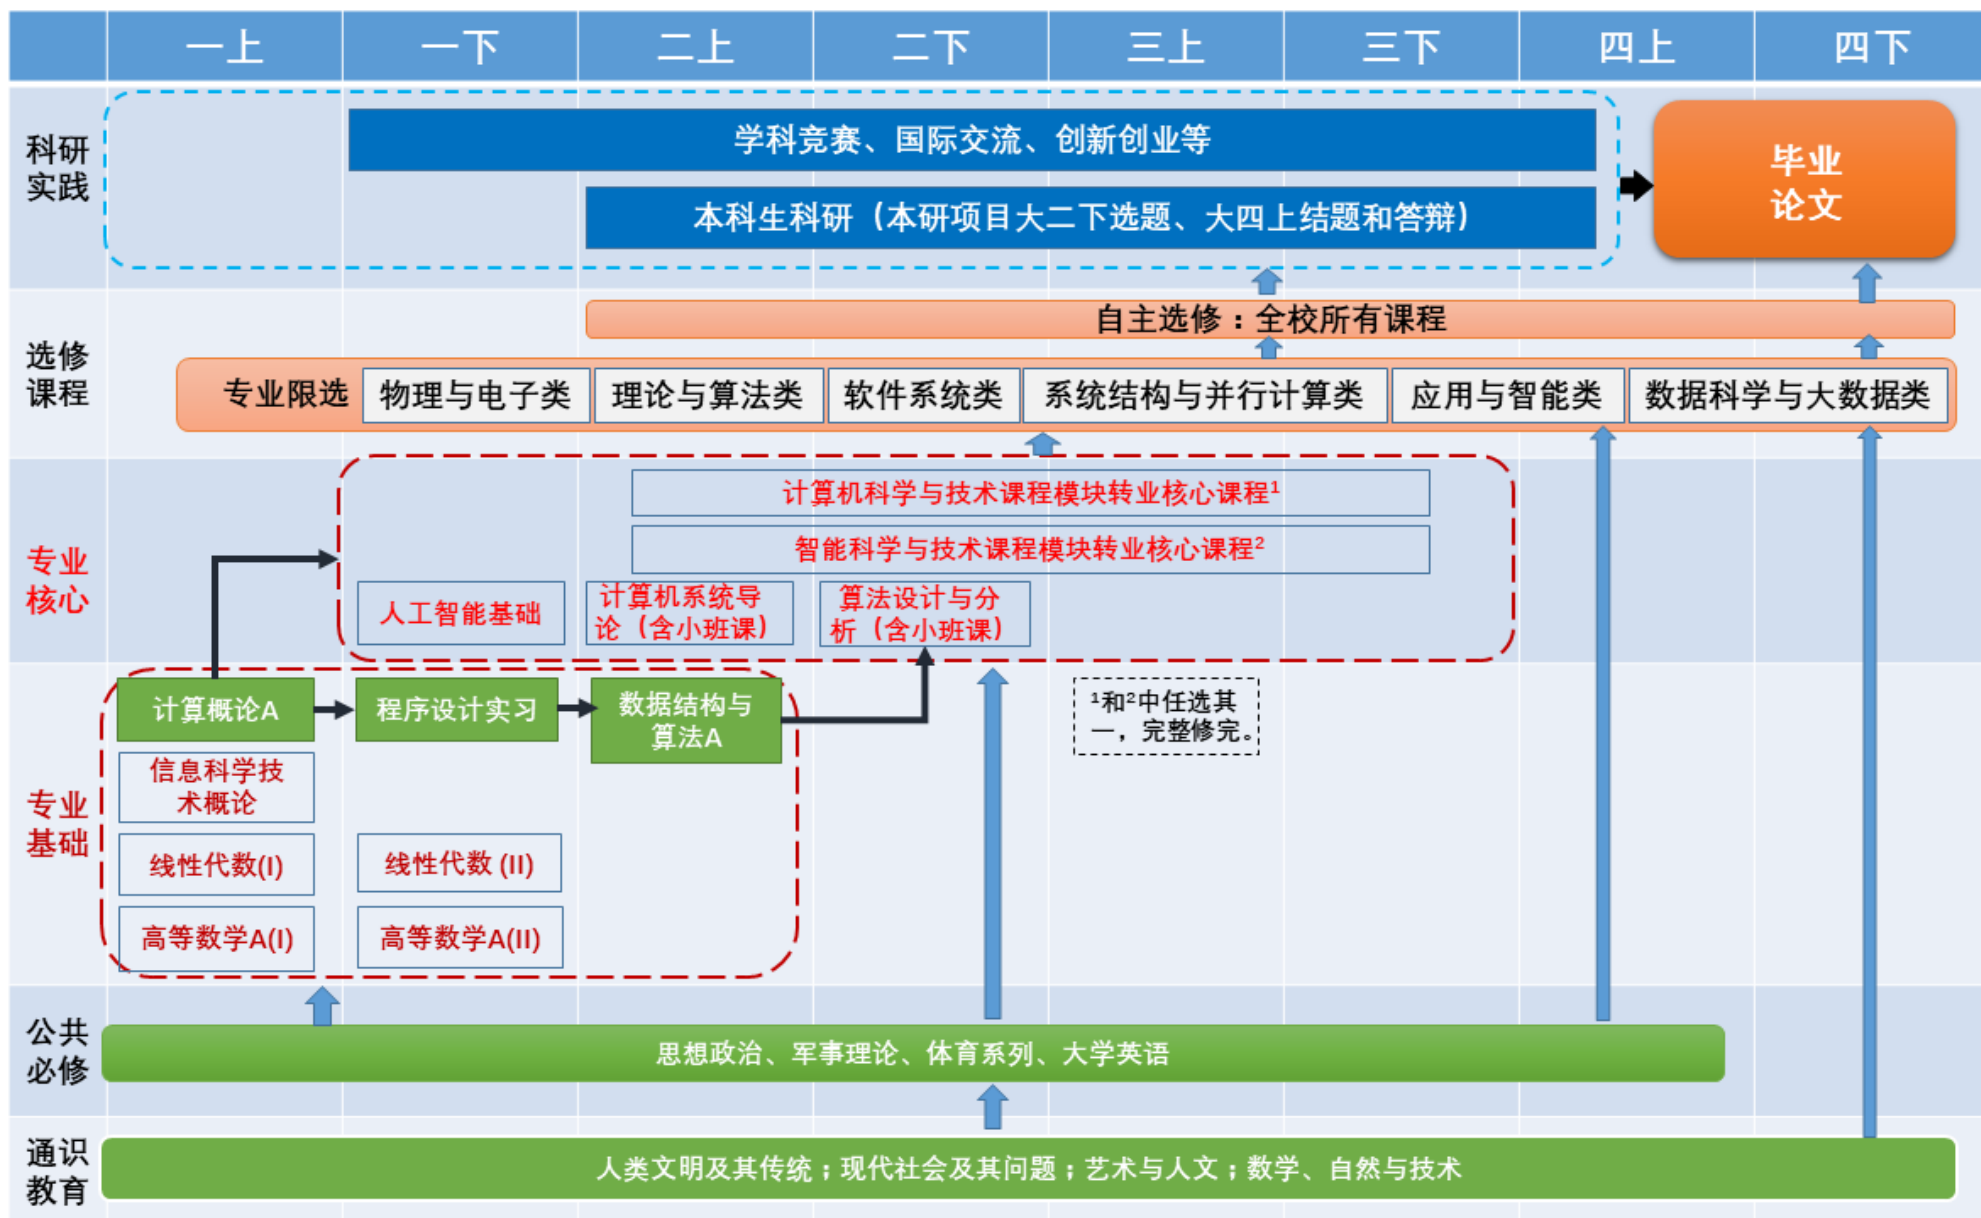 一上
一下
二上
二下
三上
三下
四上
四下
科研
实践
学科竞赛、国际交流、创新创业等
本科生科研（本研项目大二下选题、大四上结题和答辩）
毕业
论文
选修
课程
自主选修：全校所有课程
专业限选
物理与电子类
理论与算法类
软件系统类
系统结构与并行计算类
应用与智能类
数据科学与大数据类
专业
核心
计算机科学与技术课程模块转业核心课程¹
智能科学与技术课程模块转业核心课程²
人工智能基础
计算机系统导
论（含小班课）
算法设计与分
析（含小班课）
专业
基础
计算概论A
程序设计实习
数据结构与
算法A
¹和²中任选其
一，完整修完。
信息科学技
术概论
线性代数(I)
线性代数 (II)
高等数学A(I)
高等数学A(II)
公共
必修
思想政治、军事理论、体育系列、大学英语
通识
教育
人类文明及其传统；现代社会及其问题；艺术与人文；数学、自然与技术